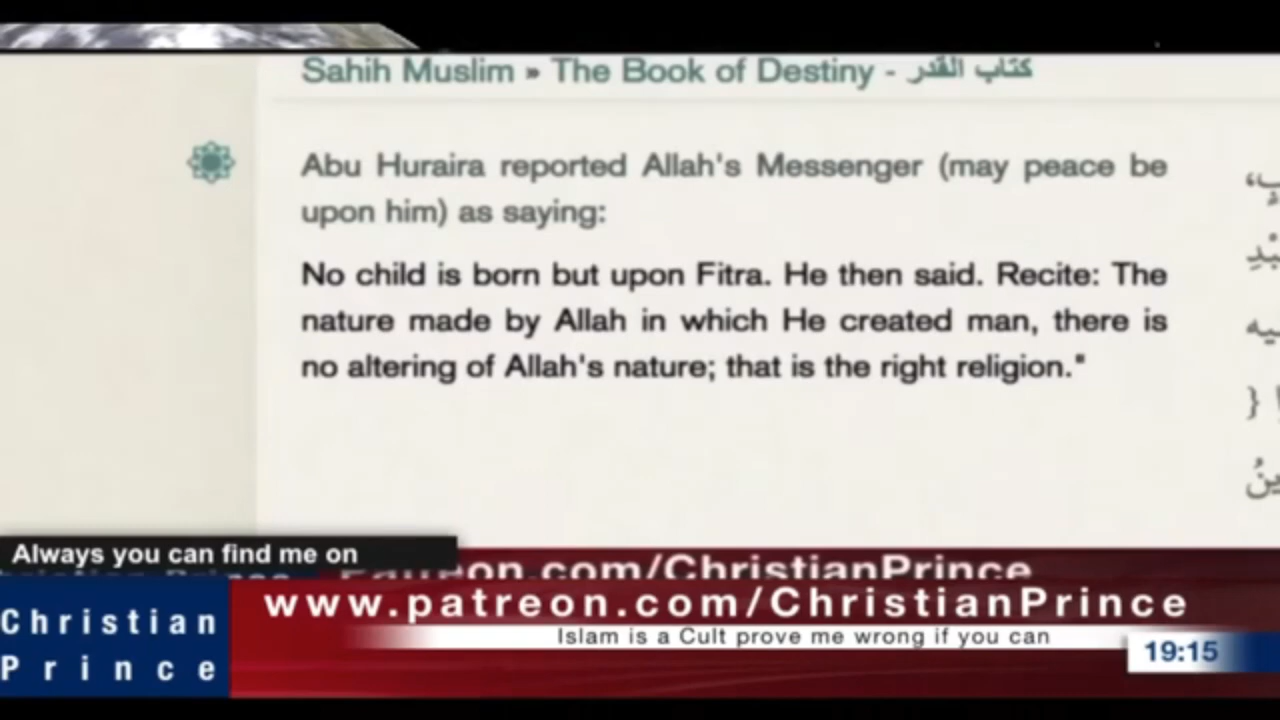 Sahih Muslim » The Book of Destiny - كتاب القدر
Abu Huraira reported Allah's Messenger (may peace be
upon him) as saying:
No child is born but upon Fitra. He then said. Recite: The
nature made by Allah in which He created man, there is
no altering of Allah's nature; that is the right religion."
Always you can find me on
Patreon.com/ChristianPrince
www.patreon.com/ChristianPrince
Christian
Prince
Islam is a Cult prove me wrong if you can
19:15